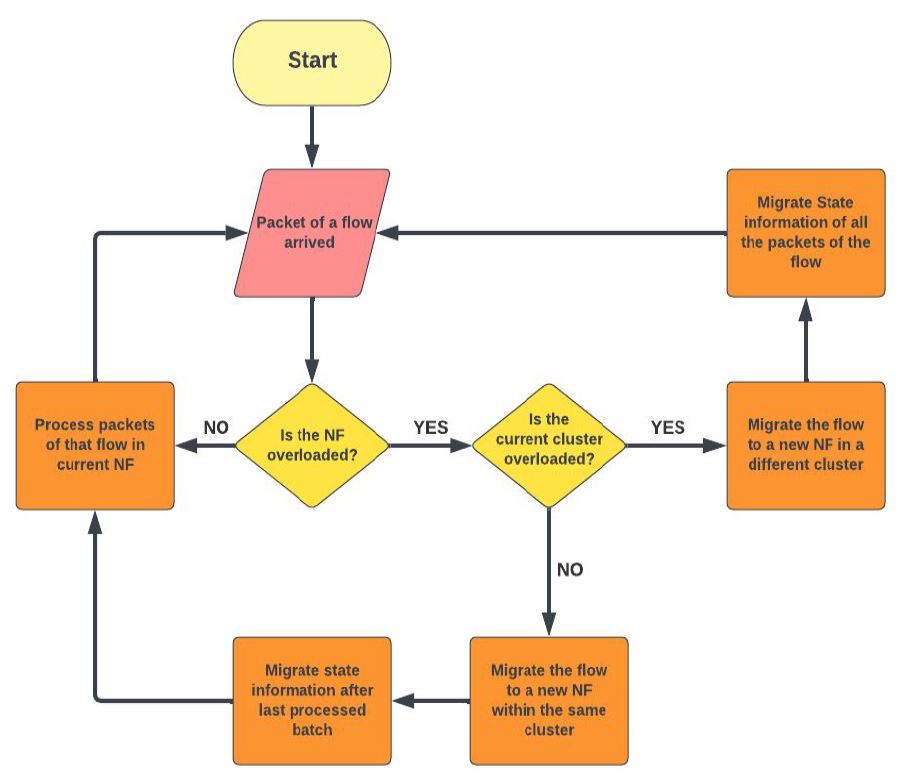 Start
Packet of a flow
arrived
Migrate State
information of all
the packets of the
flow
Process packets
of that flow in
current NF
NO
Is the NF
overloaded?
YES
Is the
current cluster
overloaded?
YES
Migrate the flow
to a new NF in a
different cluster
NO
Migrate state
information after
last processed
batch
Migrate the flow
to a new NF
within the same
cluster